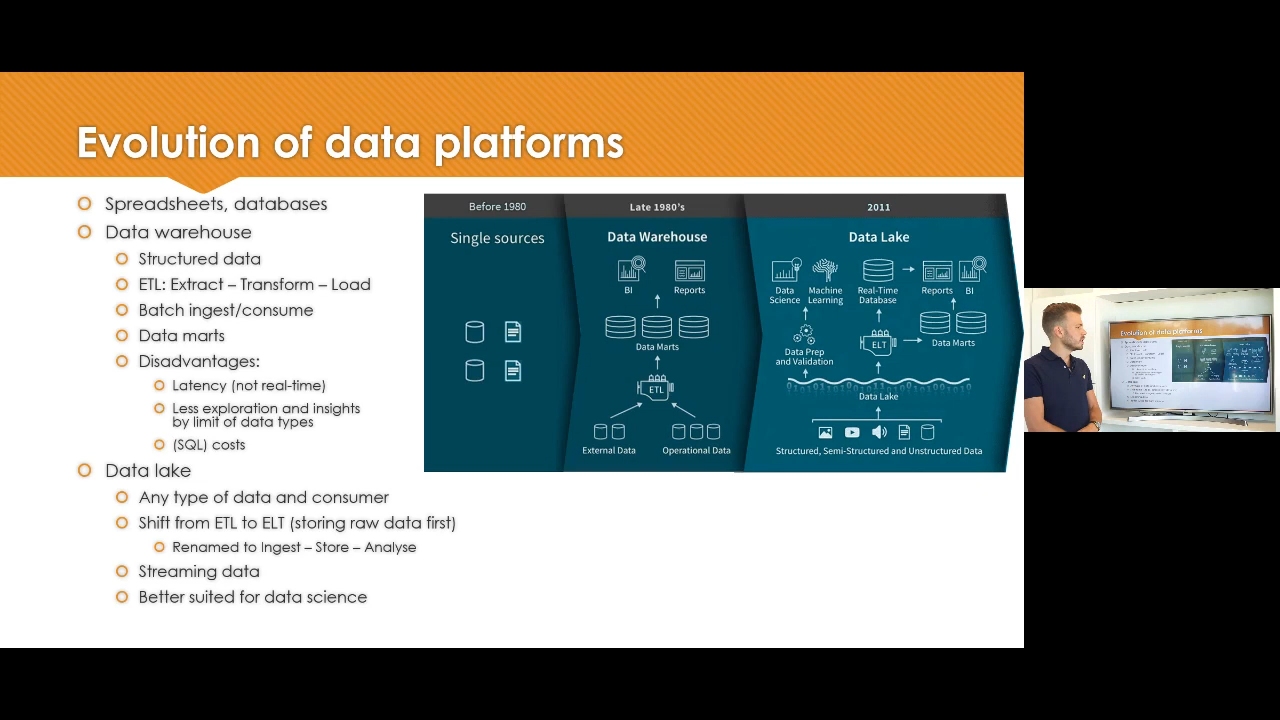 Evolution of data platforms
Spreadsheets, databases
Data warehouse
Structured data
ETL: Extract – Transform – Load
Batch ingest/consume
Data marts
Disadvantages:
Latency (not real-time)
Less exploration and insights
by limit of data types
(SQL) costs
Data lake
Any type of data and consumer
Shift from ETL to ELT (storing raw data first)
Renamed to Ingest – Store – Analyse
Streaming data
Better suited for data science
Before 1980
Single sources
Late 1980's
Data Warehouse
BI
Reports
Data Marts
ETL
External Data
Operational Data
2011
Data Lake
Data
Science
Machine
Learning
Real-Time
Database
Reports
BI
Data Prep
and Validation
ELT
Data Marts
Data Lake
Structured, Semi-Structured and Unstructured Data
Evolution of data platforms